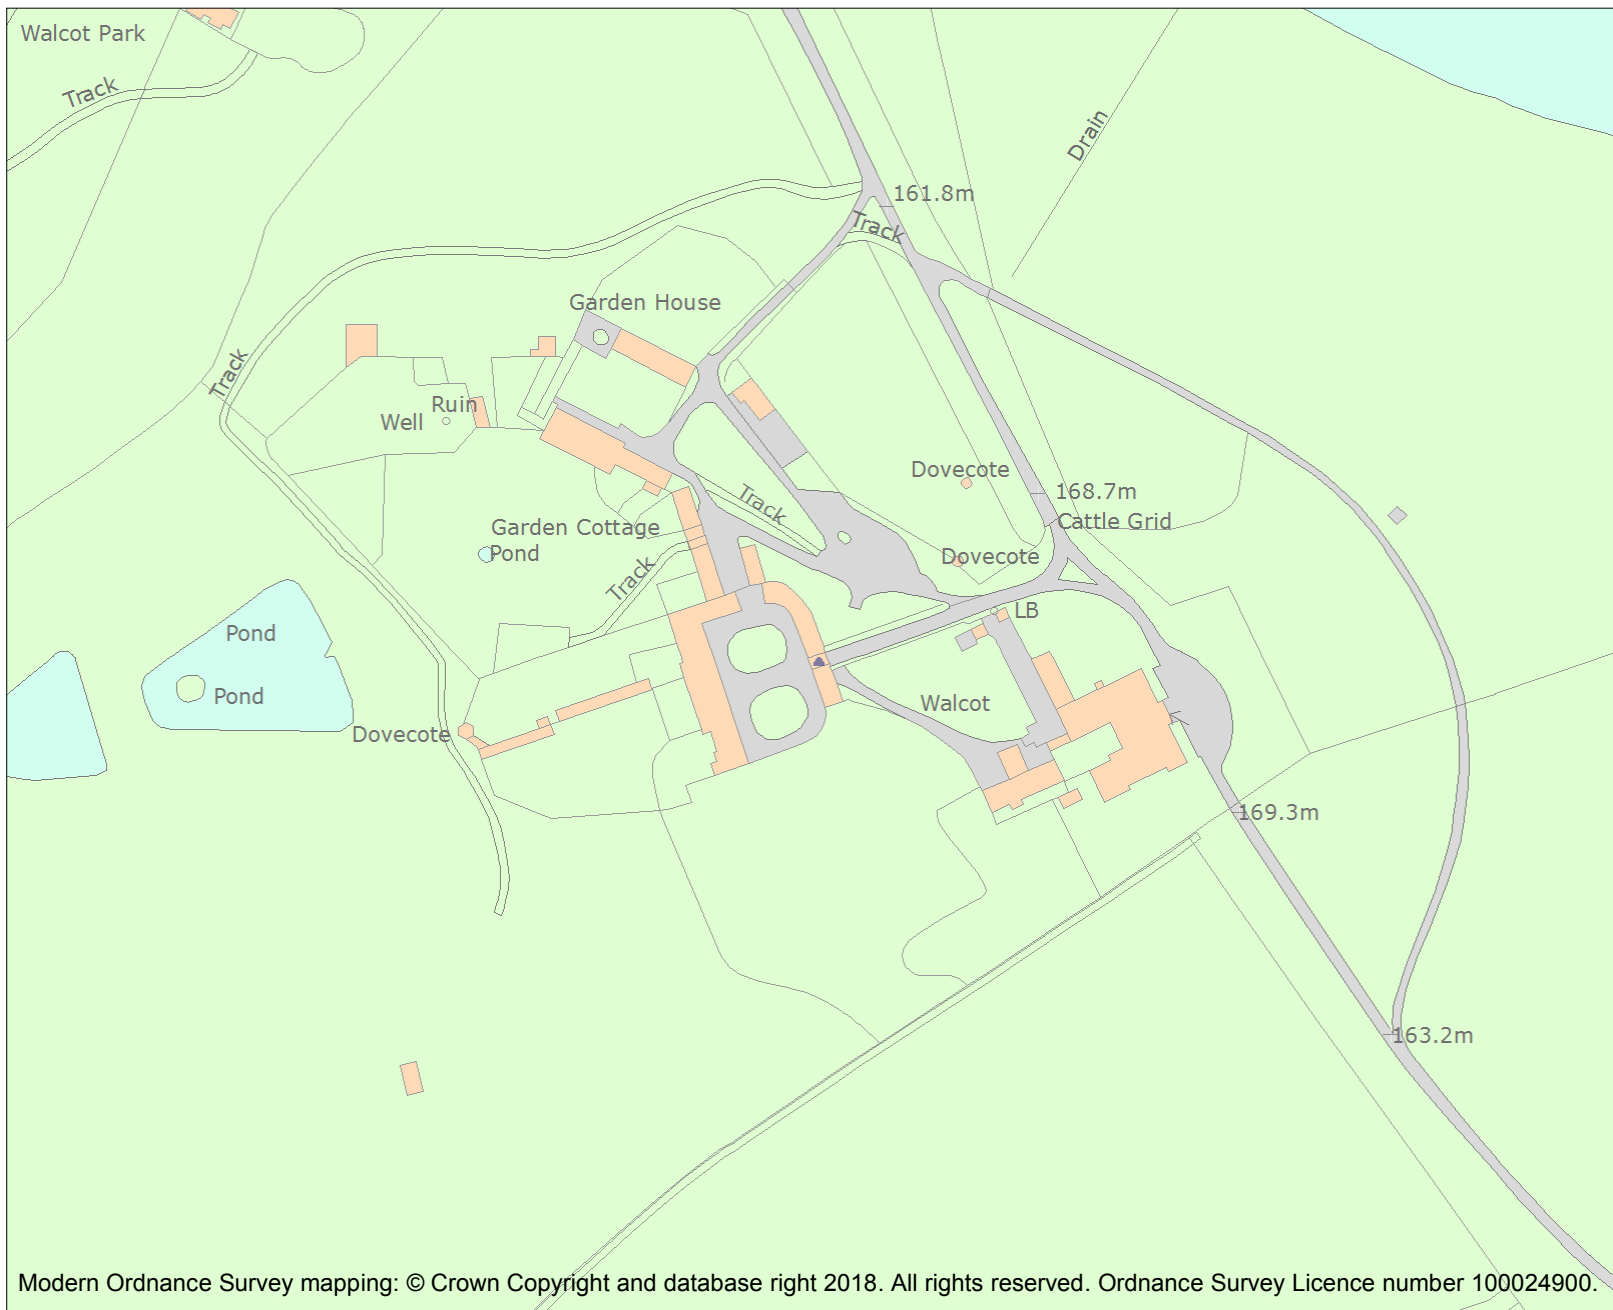 Walcot Park
Track
Drain
161.8m
Track
Garden House
Track
Ruin
Well
Dovecote
168.7m
Track
Cattle Grid
Garden Cottage
Pond
Dovecote
Track
LB
Pond
Pond
Walcot
Dovecote
169.3m
163.2m
Modern Ordnance Survey mapping: © Crown Copyright and database right 2018. All rights reserved. Ordnance Survey Licence number 100024900.